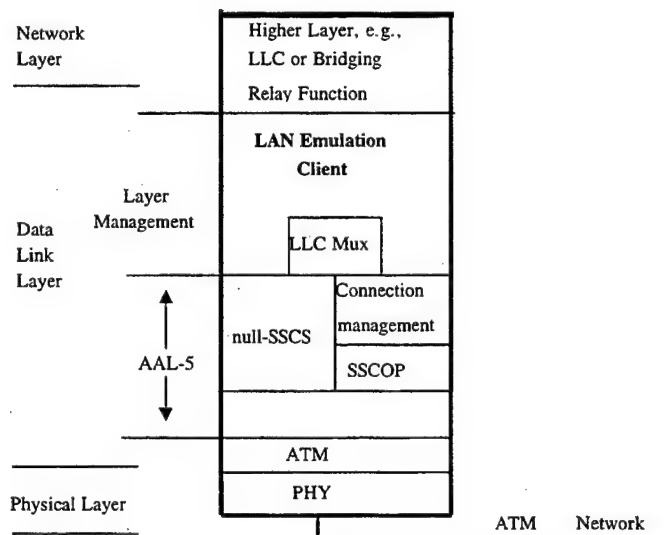 Network
Layer
Higher Layer, e.g.,
LLC or Bridging
Relay Function
LAN Emulation
Client
Layer
Management
Data
Link
Layer
LLC Mux
Connection
management
null-SSCS
AAL-5
SSCOP
ATM
PHY
Physical Layer
ATM Network